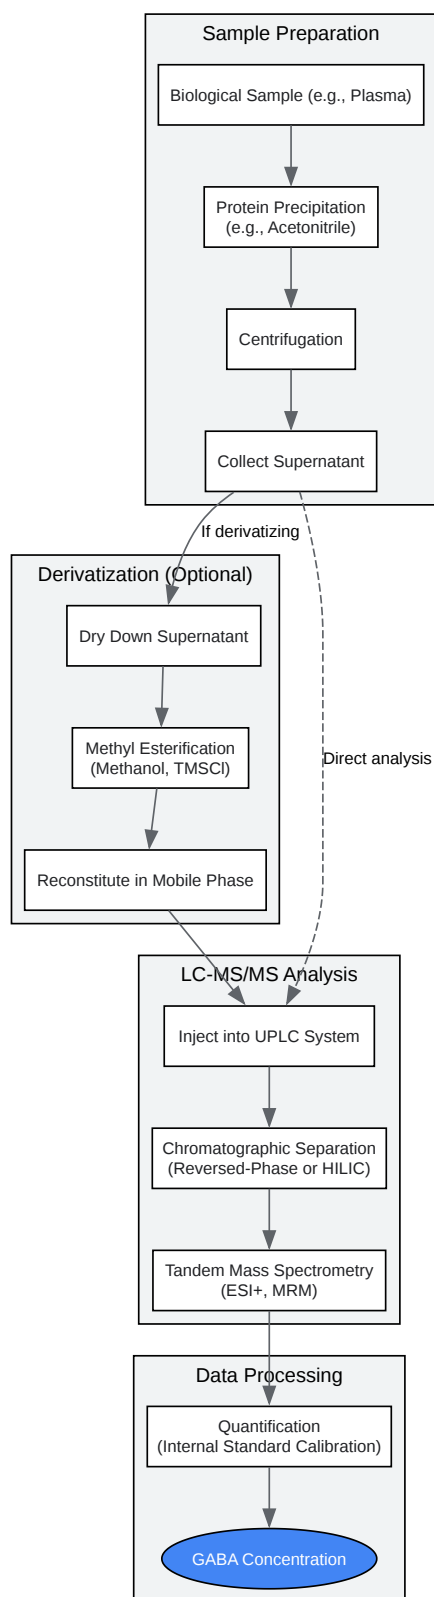 Sample Preparation
Biological Sample (e.g., Plasma)
Protein Precipitation
(e.g., Acetonitrile)
Centrifugation
Collect Supernatant
If derivatizing
Derivatization (Optional)
Dry Down Supernatant
Methyl Esterification
(Methanol, TMSCl)
Direct analysis
Reconstitute in Mobile Phase
LC-MS/MS Analysis
Inject into UPLC System
Chromatographic Separation
(Reversed-Phase or HILIC)
Tandem Mass Spectrometry
(ESI+, MRM)
Data Processing
Quantification
(Internal Standard Calibration)
GABA Concentration